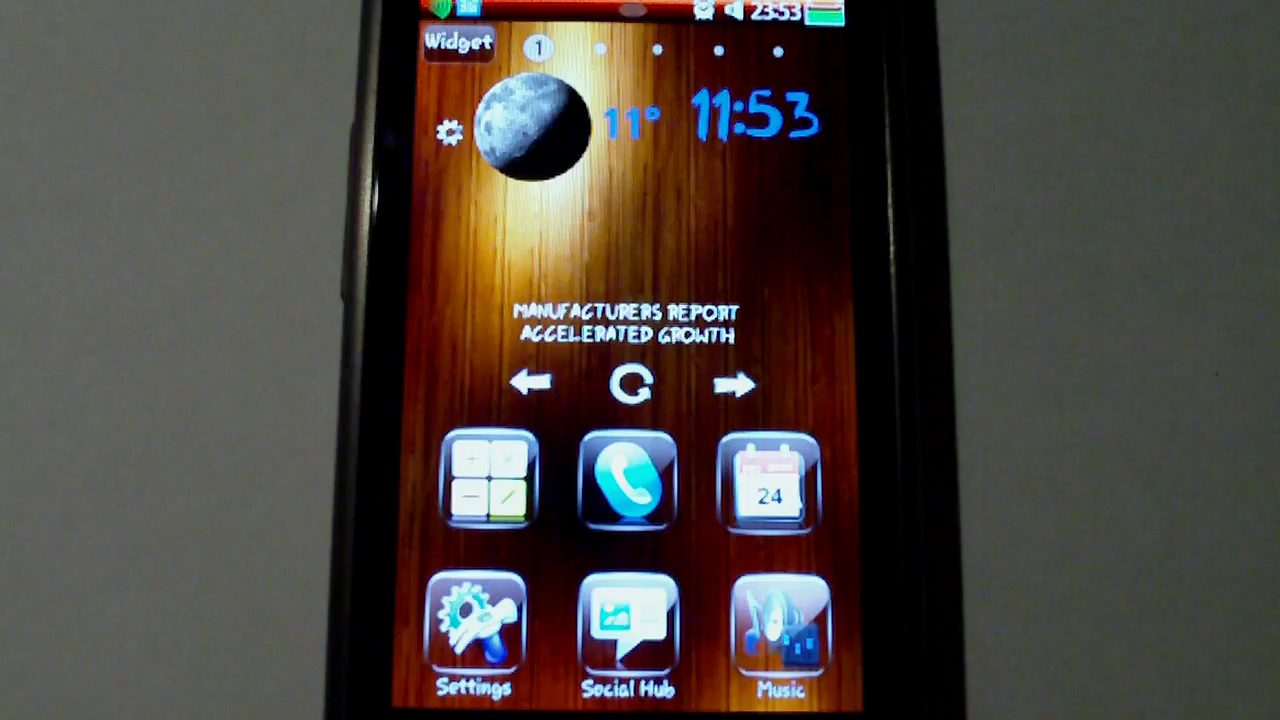 23:53
Widget
1
11° 11:53
MANUFACTURERS REPORT
ACCELERATED GROWTH
24
Settings Social Hub Music